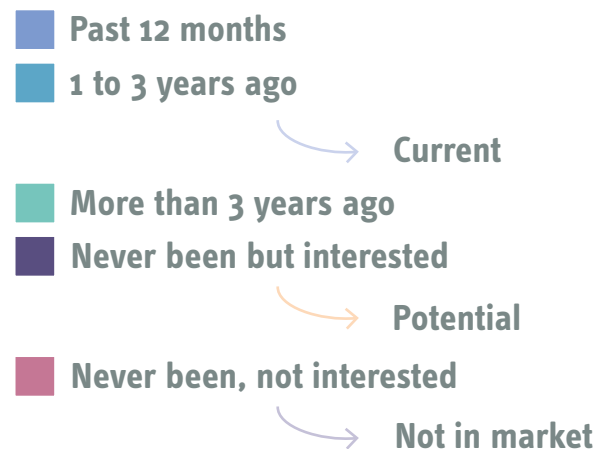 Past 12 months
1 to 3 years ago
Current
More than 3 years ago
Never been but interested
Potential
Never been, not interested
Not in market